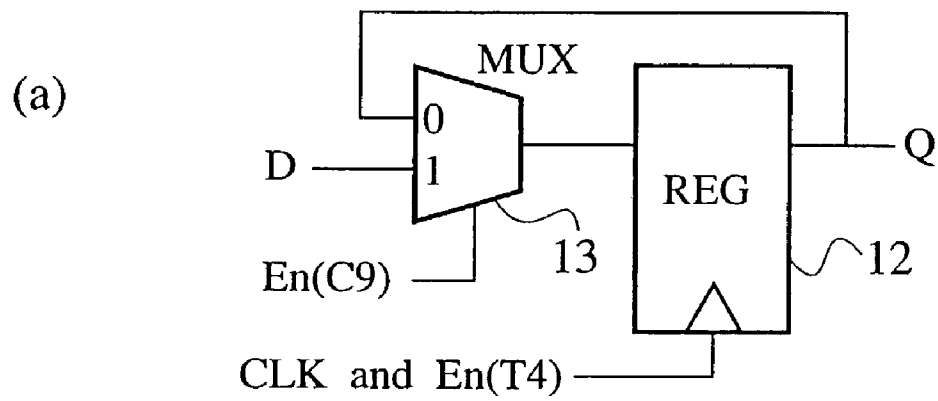 (a)
MUX
0
D
1
Q
REG
En(C9)
13
12
CLK and En(T4)